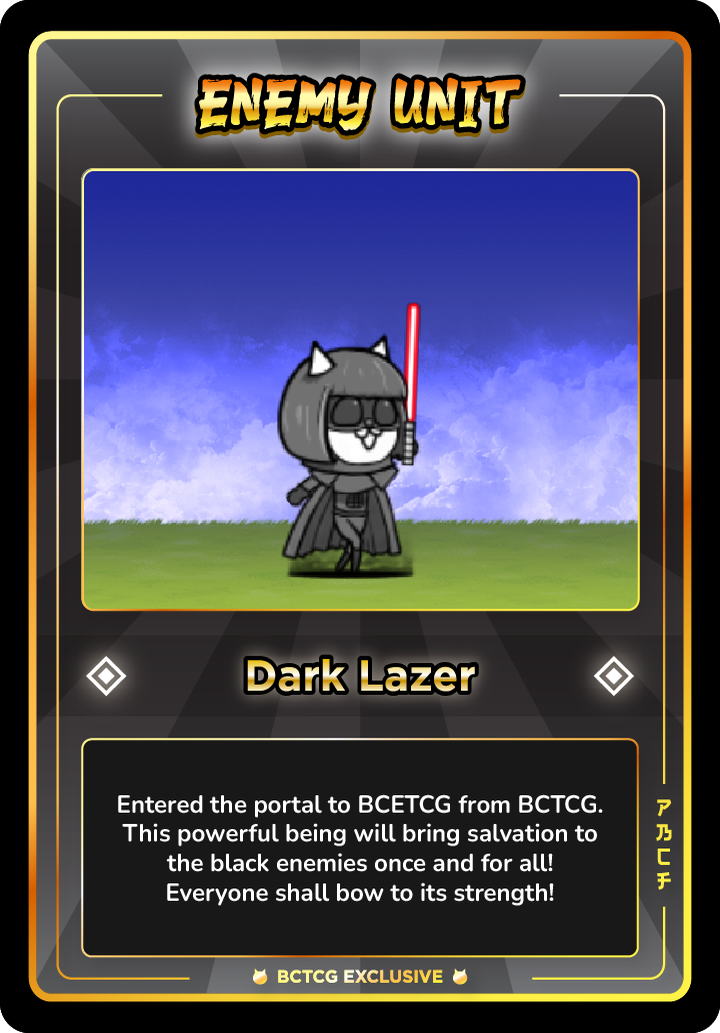 ENEMY UNIT
Dark Lazer
Entered the portal to BCETCG from BCTCG.
This powerful being will bring salvation to
the black enemies once and for all!
Everyone shall bow to its strength!
BCTCG EXCLUSIVE